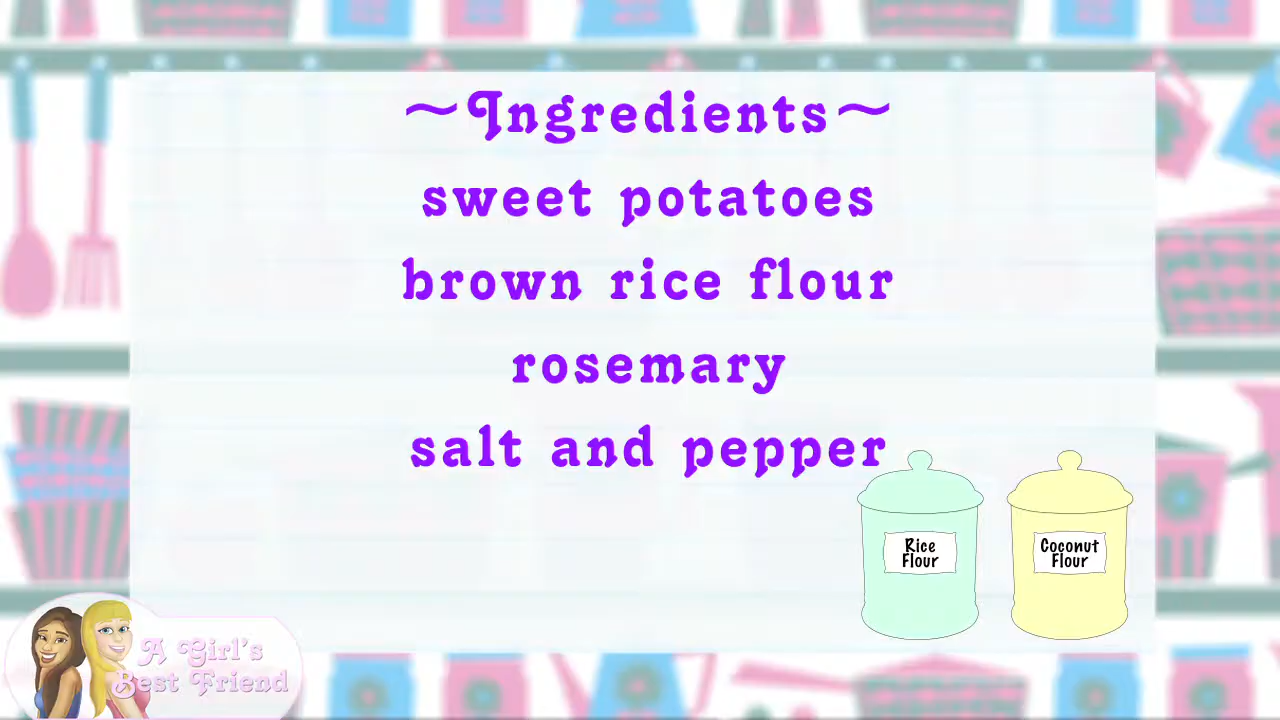 ~Ingredients~
sweet potatoes
brown rice flour
rosemary
salt and pepper
Rice
Flour
Coconut
Flour
A Girl's
Best Friend